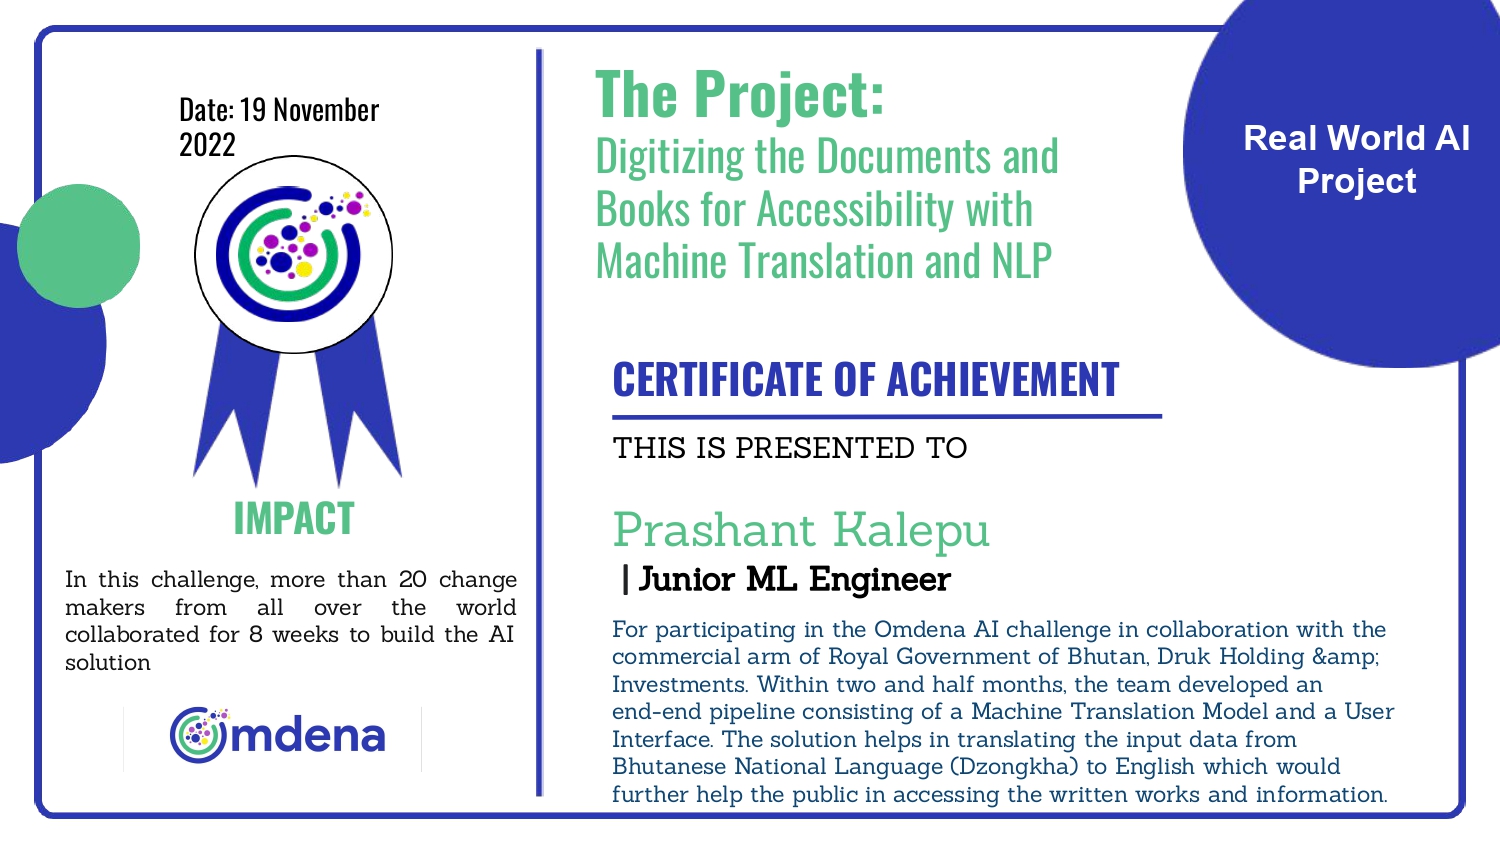 Date: 19 November
2022
IMPACT
In this challenge, more than 20 change
makers from all over the world
collaborated for 8 weeks to build the AI
solution
Omdena
The Project:
Digitizing the Documents and
Books for Accessibility with
Machine Translation and NLP
Real World AI
Project
CERTIFICATE OF ACHIEVEMENT
THIS IS PRESENTED TO
Prashant Kalepu
| Junior ML Engineer
For participating in the Omdena AI challenge in collaboration with the
commercial arm of Royal Government of Bhutan, Druk Holding &amp;
Investments. Within two and half months, the team developed an
end-end pipeline consisting of a Machine Translation Model and a User
Interface. The solution helps in translating the input data from
Bhutanese National Language (Dzongkha) to English which would
further help the public in accessing the written works and information.